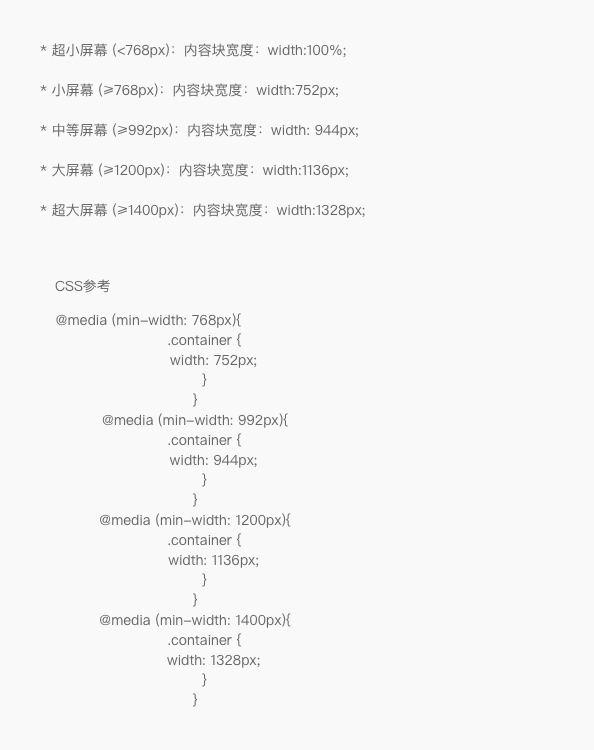 * 超小屏幕 (<768px)：内容块宽度：width:100%;
* 小屏幕 (≥768px)：内容块宽度：width:752px;
* 中等屏幕 (≥992px)：内容块宽度：width: 944px;
* 大屏幕 (≥1200px)：内容块宽度：width:1136px;
* 超大屏幕 (≥1400px)：内容块宽度：width:1328px;
CSS参考
@media (min-width: 768px){
.container {
width: 752px;
}
}
@media (min-width: 992px){
.container {
width: 944px;
}
}
@media (min-width: 1200px){
.container {
width: 1136px;
}
}
@media (min-width: 1400px){
.container {
width: 1328px;
}
}